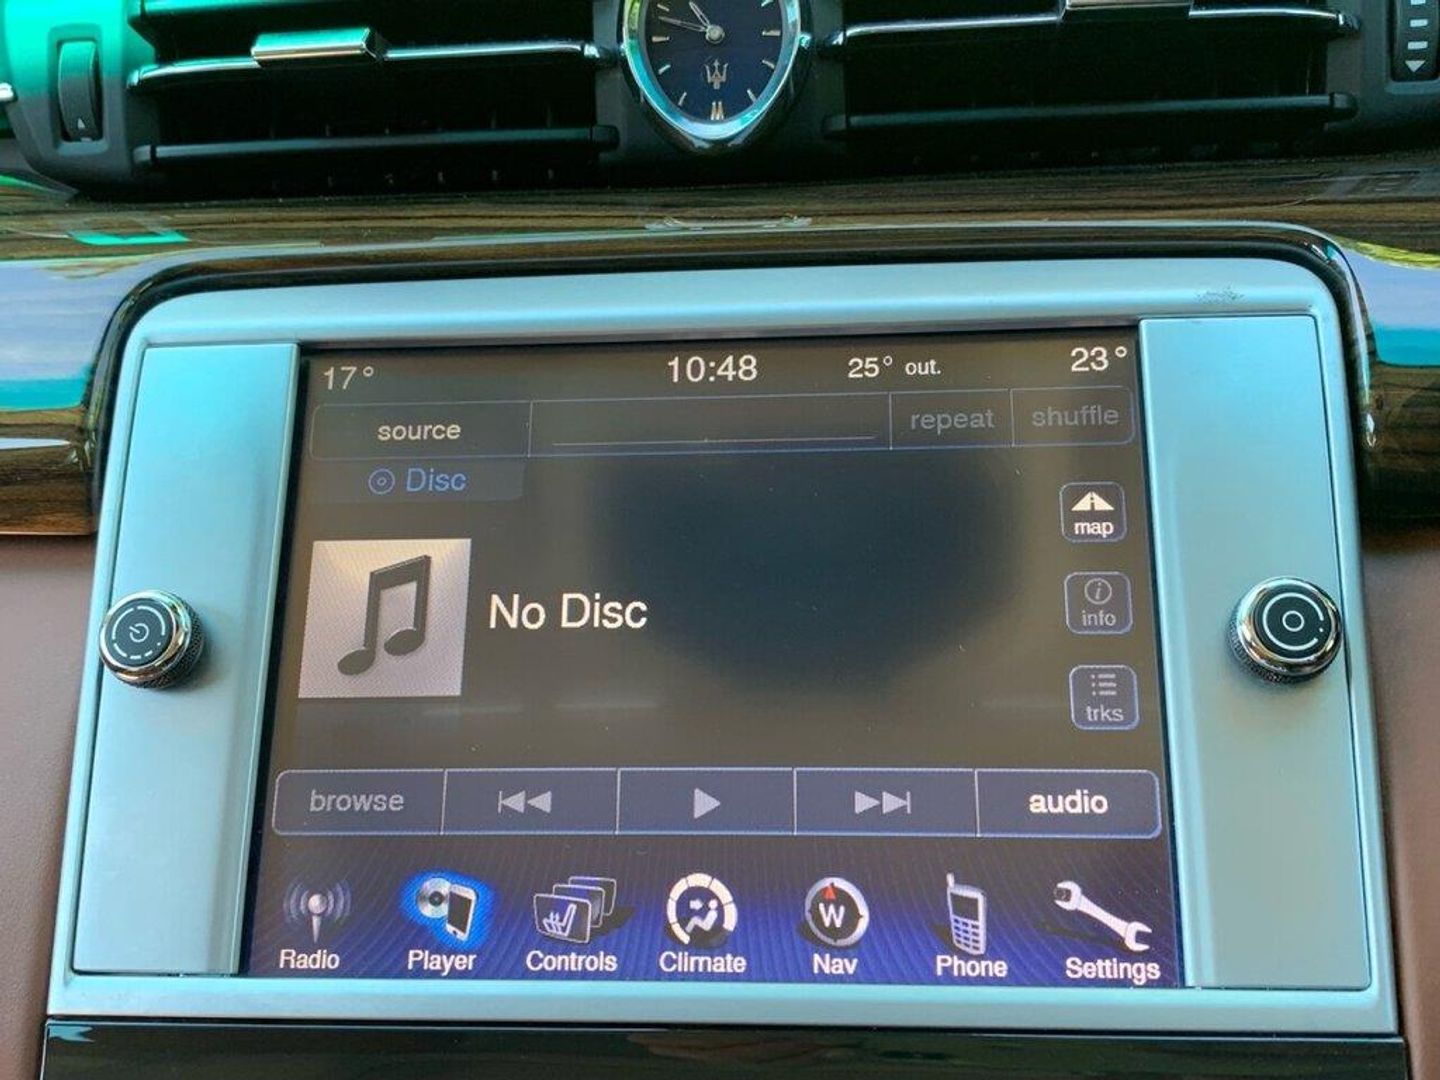 17° 10:48 25° out. 23°
source repeat shuffle
Disc
map
No Disc
info
trks
browse audio
W
Radio Player Controls Climate Nav Phone Settings